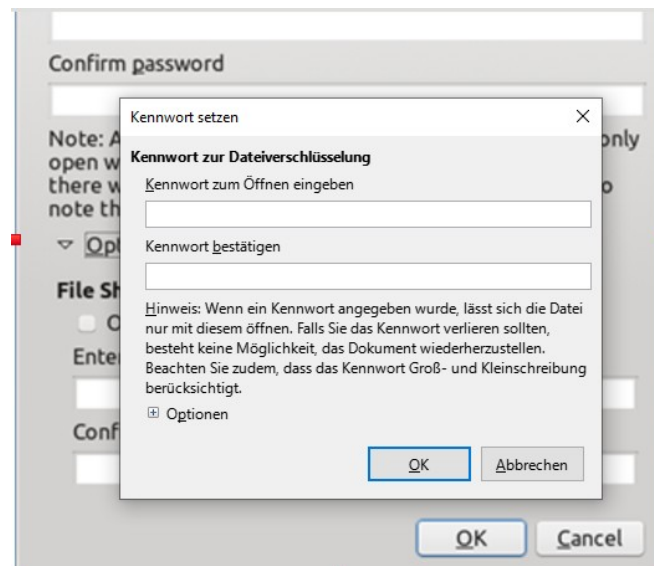 Confirm password
Kennwort setzen
Note: A
only
Kennwort zur Dateiverschlüsselung
open w
Kennwort zum Öffnen eingeben
there w
note th
Kennwort bestätigen
Opt
File Sh
Hinweis: Wenn ein Kennwort angegeben wurde, lässt sich die Datei
nur mit diesem öffnen. Falls Sie das Kennwort verlieren sollten,
besteht keine Möglichkeit, das Dokument wiederherzustellen.
Enter
Beachten Sie zudem, dass das Kennwort Groß- und Kleinschreibung
berücksichtigt.
Optionen
Conf
OK Abbrechen
OK Cancel